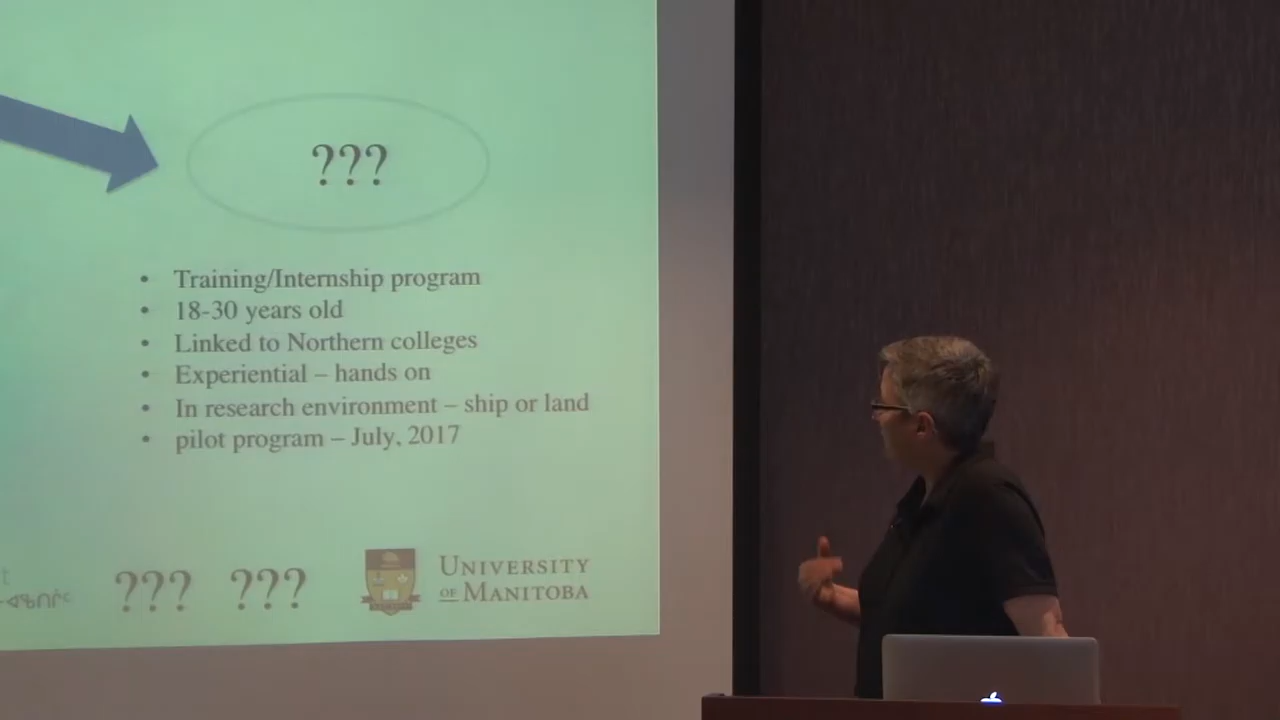 ???
• Training/Internship program
• 18-30 years old
• Linked to Northern colleges
• Experiential – hands on
• In research environment – ship or land
• pilot program – July, 2017
??? ???
UNIVERSITY
OF MANITOBA